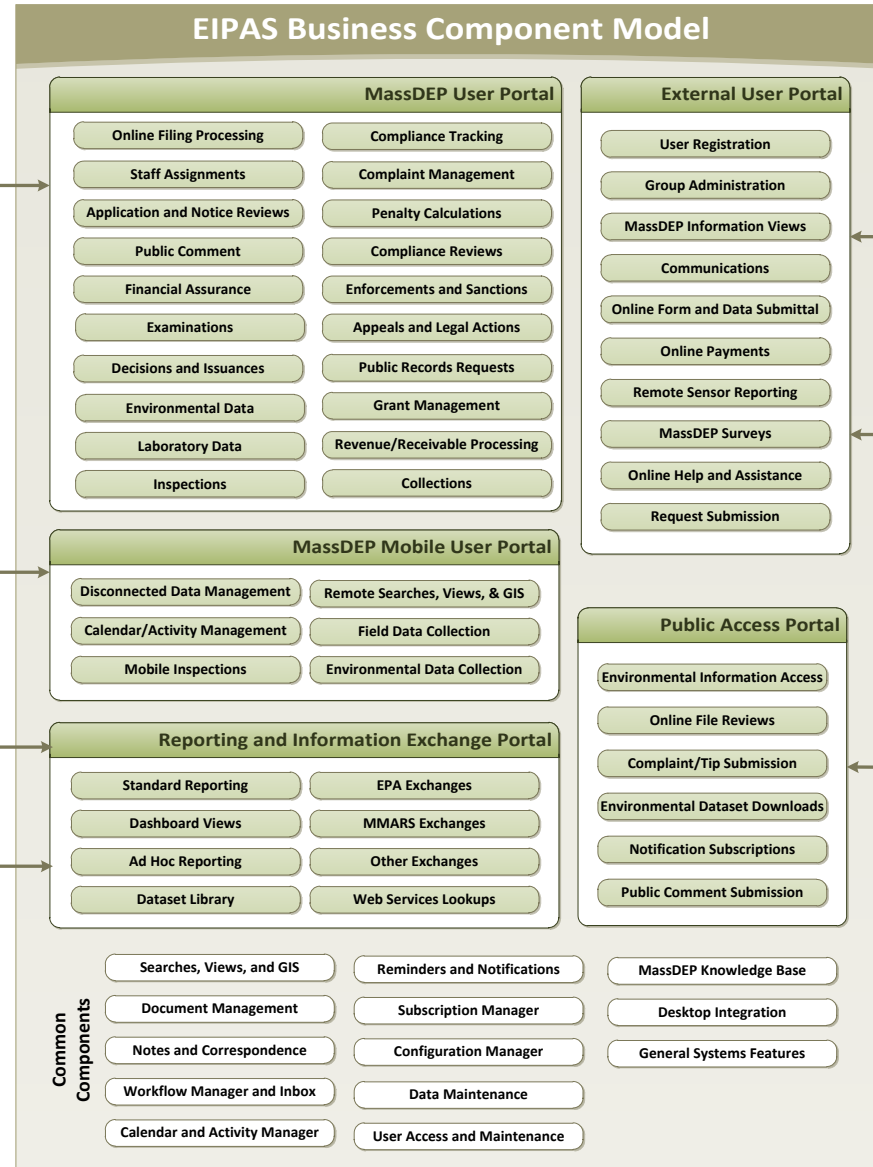 EIPAS Business Component Model
MassDEP User Portal
Online Filing Processing
Staff Assignments
Application and Notice Reviews
Public Comment
Financial Assurance
Examinations
Decisions and Issuances
Environmental Data
Laboratory Data
Inspections
Compliance Tracking
Complaint Management
Penalty Calculations
Compliance Reviews
Enforcements and Sanctions
Appeals and Legal Actions
Public Records Requests
Grant Management
Revenue/Receivable Processing
Collections
External User Portal
User Registration
Group Administration
MassDEP Information Views
Communications
Online Form and Data Submittal
Online Payments
Remote Sensor Reporting
MassDEP Surveys
Online Help and Assistance
Request Submission
MassDEP Mobile User Portal
Disconnected Data Management
Calendar/Activity Management
Mobile Inspections
Remote Searches, Views, & GIS
Field Data Collection
Environmental Data Collection
Public Access Portal
Environmental Information Access
Online File Reviews
Complaint/Tip Submission
Environmental Dataset Downloads
Notification Subscriptions
Public Comment Submission
Reporting and Information Exchange Portal
Standard Reporting
Dashboard Views
Ad Hoc Reporting
Dataset Library
EPA Exchanges
MMARS Exchanges
Other Exchanges
Web Services Lookups
Common
Components
Searches, Views, and GIS
Document Management
Notes and Correspondence
Workflow Manager and Inbox
Calendar and Activity Manager
Reminders and Notifications
Subscription Manager
Configuration Manager
Data Maintenance
User Access and Maintenance
MassDEP Knowledge Base
Desktop Integration
General Systems Features